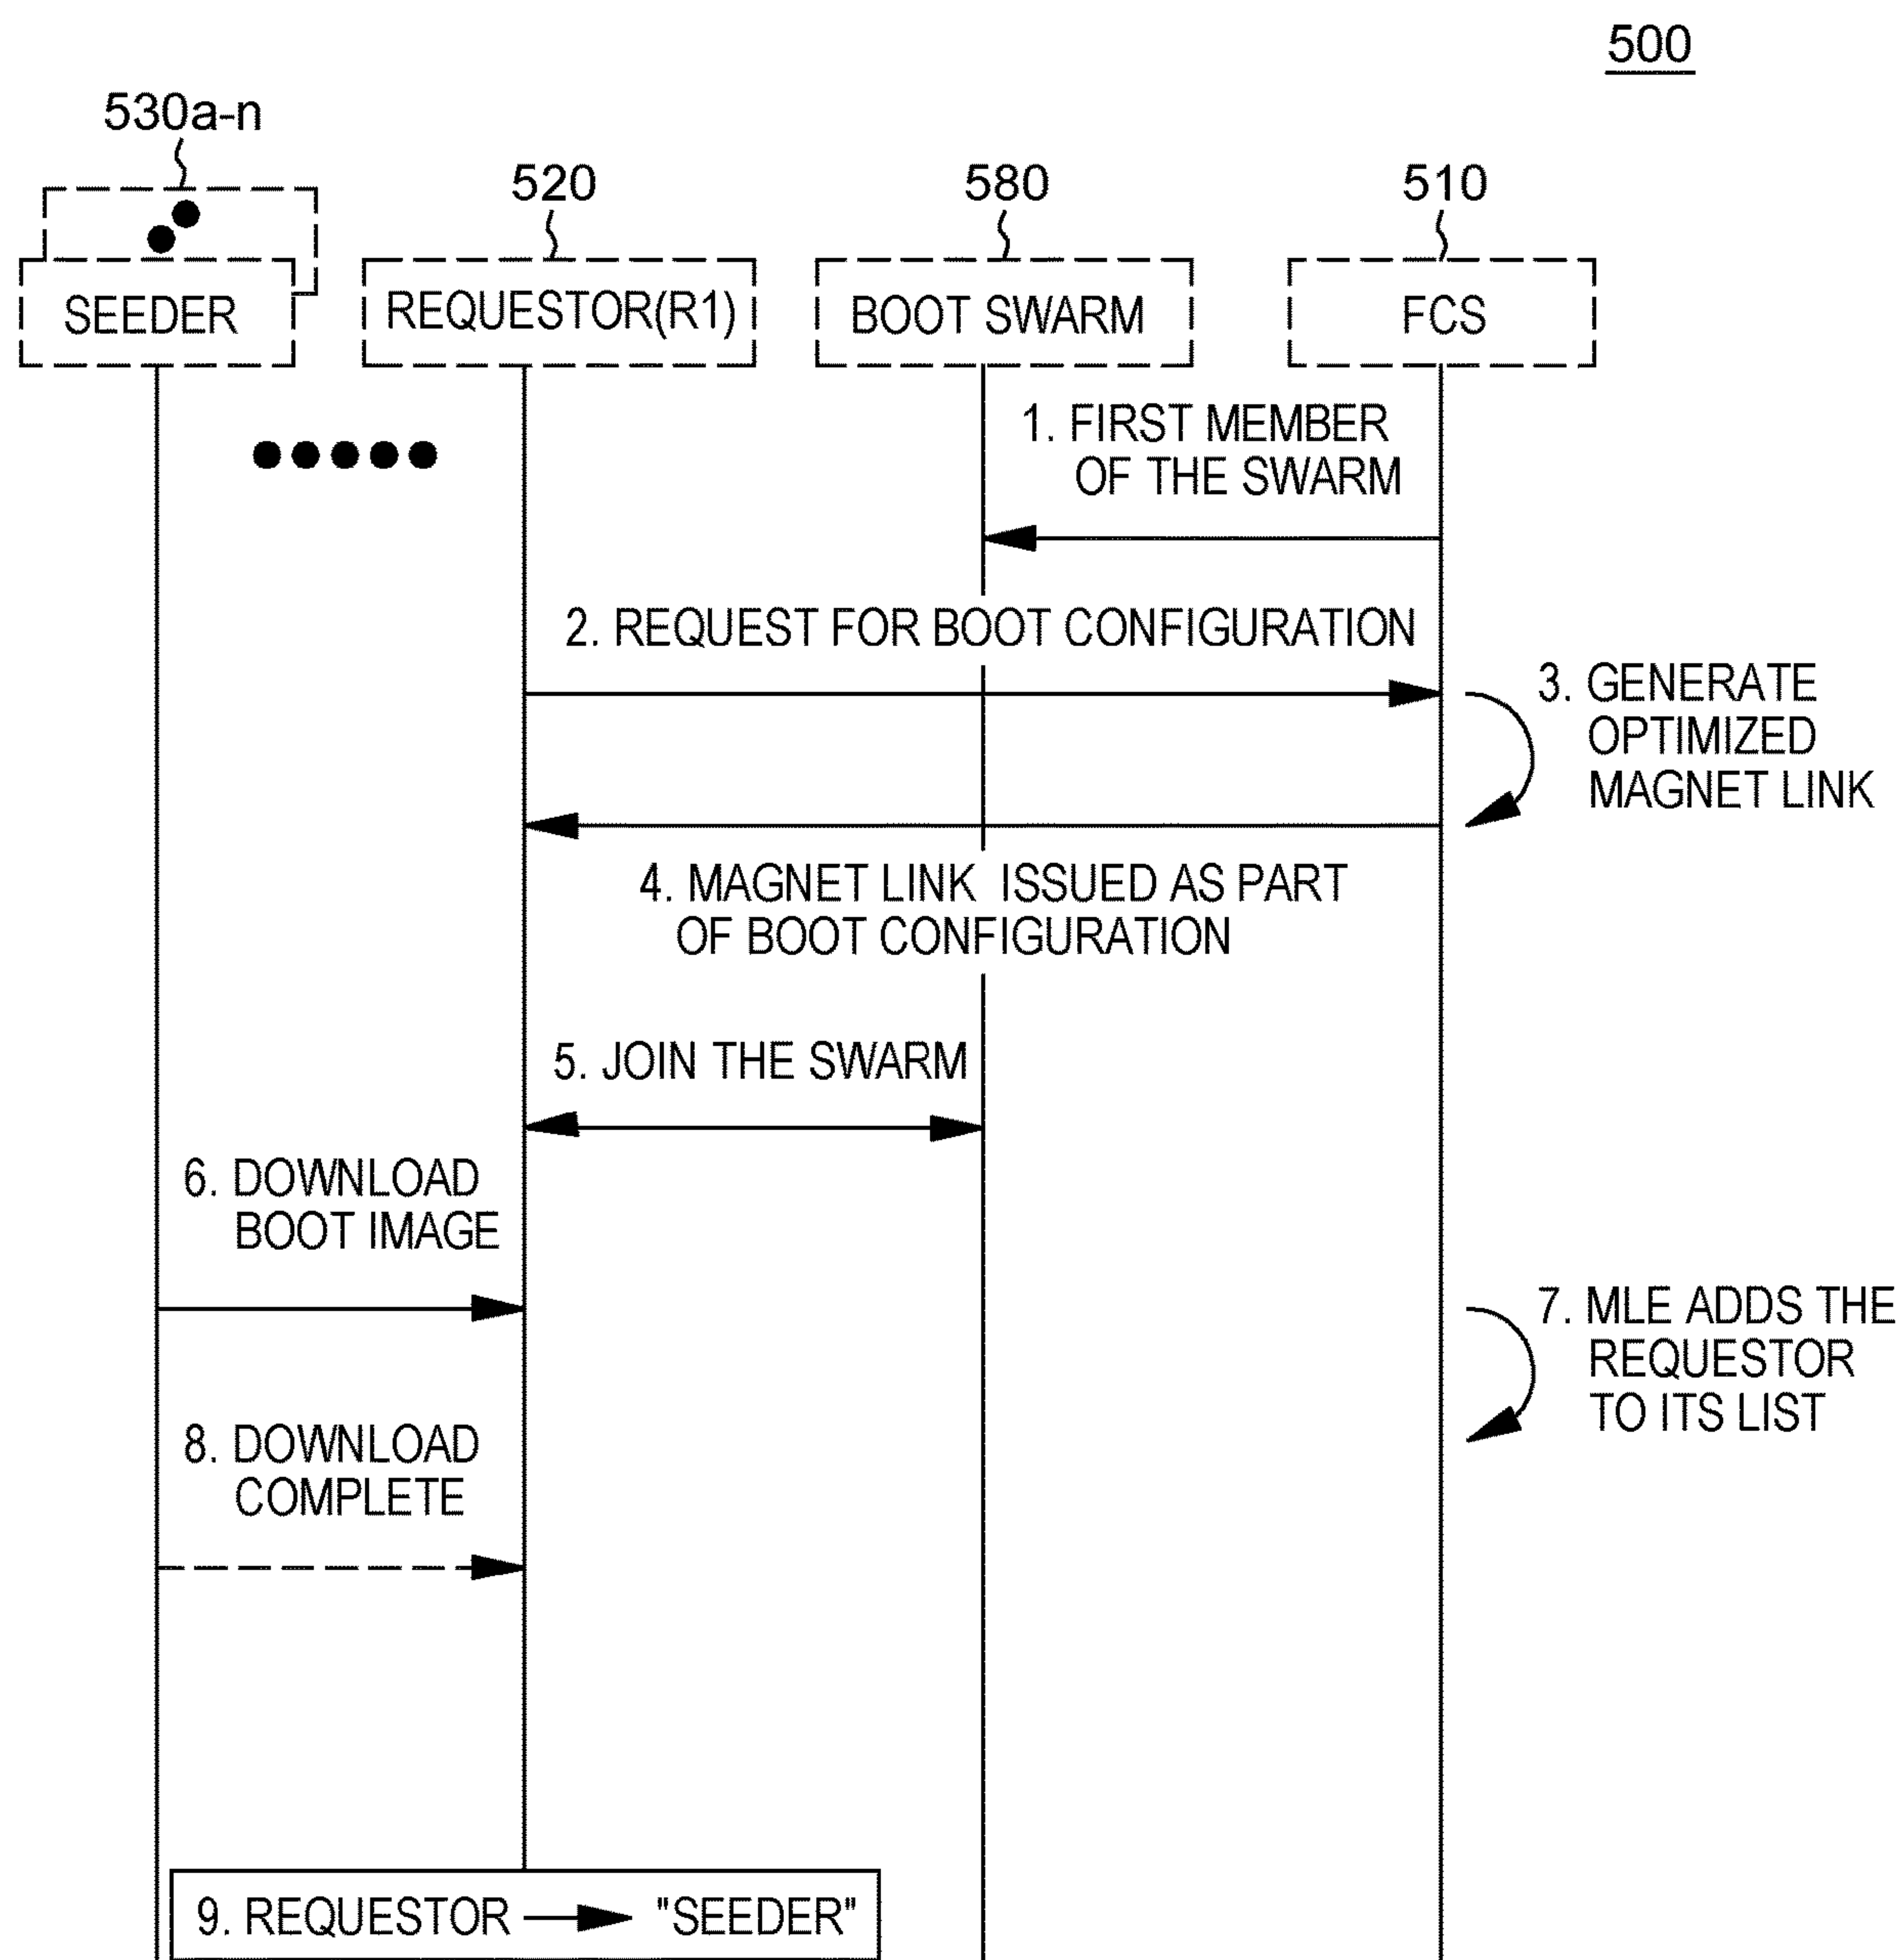 500
530a-n
520
580
510
SEEDER
REQUESTOR(R1)
BOOT SWARM
FCS
1. FIRST MEMBER
OF THE SWARM
2. REQUEST FOR BOOT CONFIGURATION
3. GENERATE
OPTIMIZED
MAGNET LINK
4. MAGNET LINK ISSUED AS PART
OF BOOT CONFIGURATION
5. JOIN THE SWARM
6. DOWNLOAD
BOOT IMAGE
7. MLE ADDS THE
REQUESTOR
TO ITS LIST
8. DOWNLOAD
COMPLETE
9. REQUESTOR → "SEEDER"